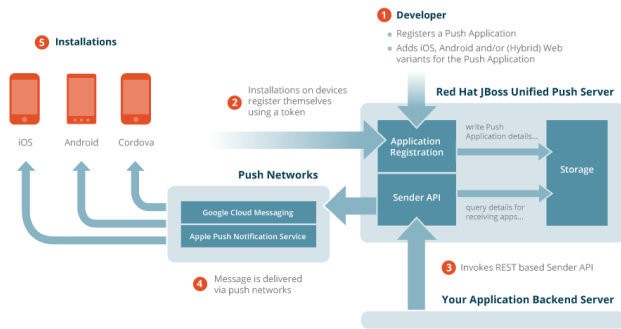 1 Developer
Registers a Push Application
Adds iOS, Android and/or (Hybrid) Web
variants for the Push Application
5 Installations
iOS
Android
Cordova
2 Installations on devices
register themselves
using a token
Red Hat JBoss Unified Push Server
Application
Registration
write Push
Application details...
Storage
Sender API
query details for
receiving apps...
Push Networks
Google Cloud Messaging
Apple Push Notification Service
4 Message is delivered
via push networks
3 Invokes REST based Sender API
Your Application Backend Server